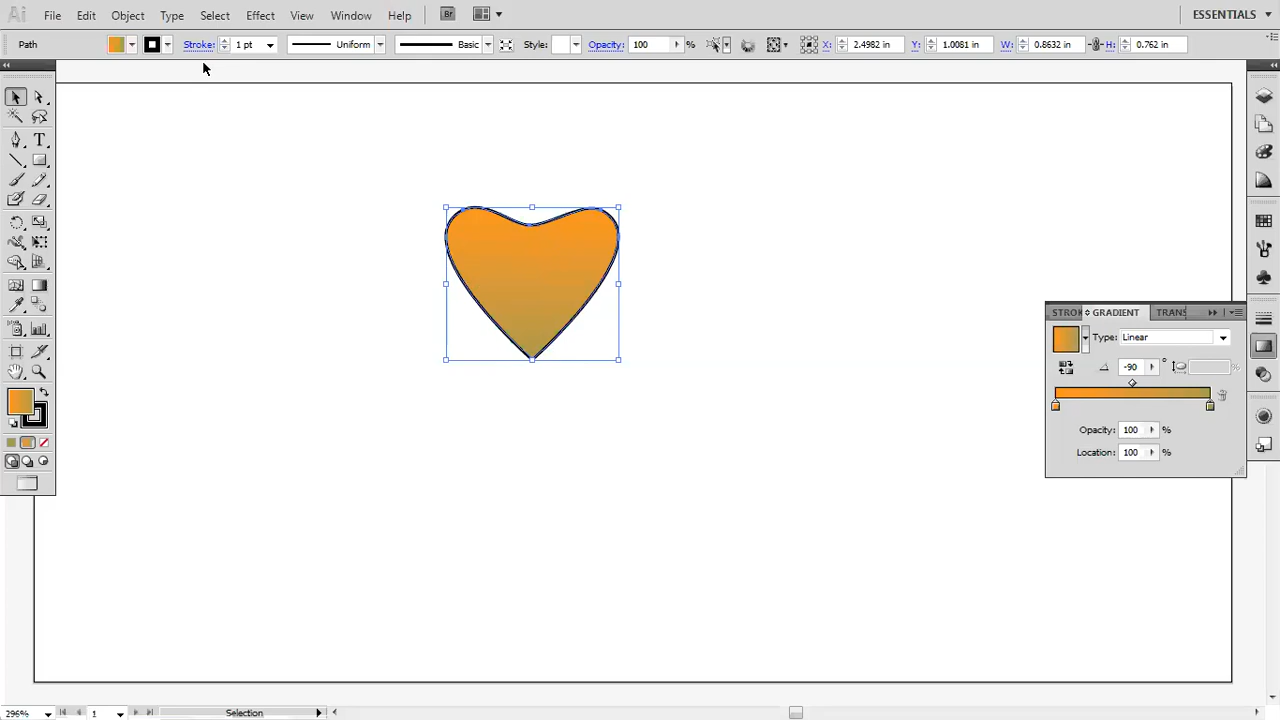 Ai File Edit Object Type Select Effect View Window Help Br ESSENTIALS
Path Stroke: 1 pt Uniform Basic Style: Opacity: 100 % X: 2.4982 in Y: 1.0081 in W: 0.8632 in H: 0.762 in
STROK GRADIENT TRANS
Type: Linear
-90 ° %
Opacity: 100 %
Location: 100 %
296% 1 Selection